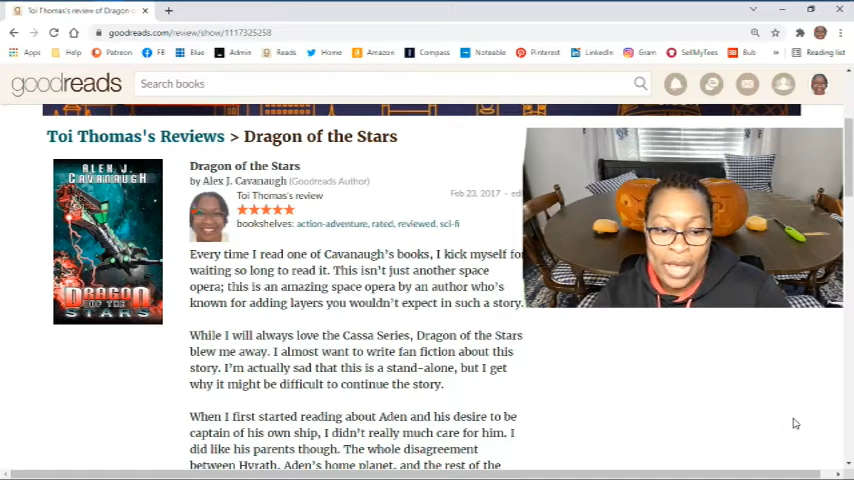 Toi Thomas's review of Dragon o
goodreads.com/review/show/1117325258
Apps Help Patreon FB Blue Admin Reads Twitter Home Amazon Compass Noteable Pinterest LinkedIn Gram SellMyTees Bub Reading list
goodreads
Search books
Toi Thomas's Reviews > Dragon of the Stars
ALEX J.
CAVANAUGH
DRAGON
OF THE
STARS
Dragon of the Stars
by Alex J. Cavanaugh (Goodreads Author)
Toi Thomas's review
Feb 23, 2017 · edi
bookshelves: action-adventure, rated, reviewed, sci-fi
Every time I read one of Cavanaugh's books, I kick myself for
waiting so long to read it. This isn't just another space
opera; this is an amazing space opera by an author who's
known for adding layers you wouldn't expect in such a story.
While I will always love the Cassa Series, Dragon of the Stars
blew me away. I almost want to write fan fiction about this
story. I'm actually sad that this is a stand-alone, but I get
why it might be difficult to continue the story.
When I first started reading about Aden and his desire to be
captain of his own ship, I didn't really much care for him. I
did like his parents though. The whole disagreement
between Hyrath, Aden's home planet, and the rest of the